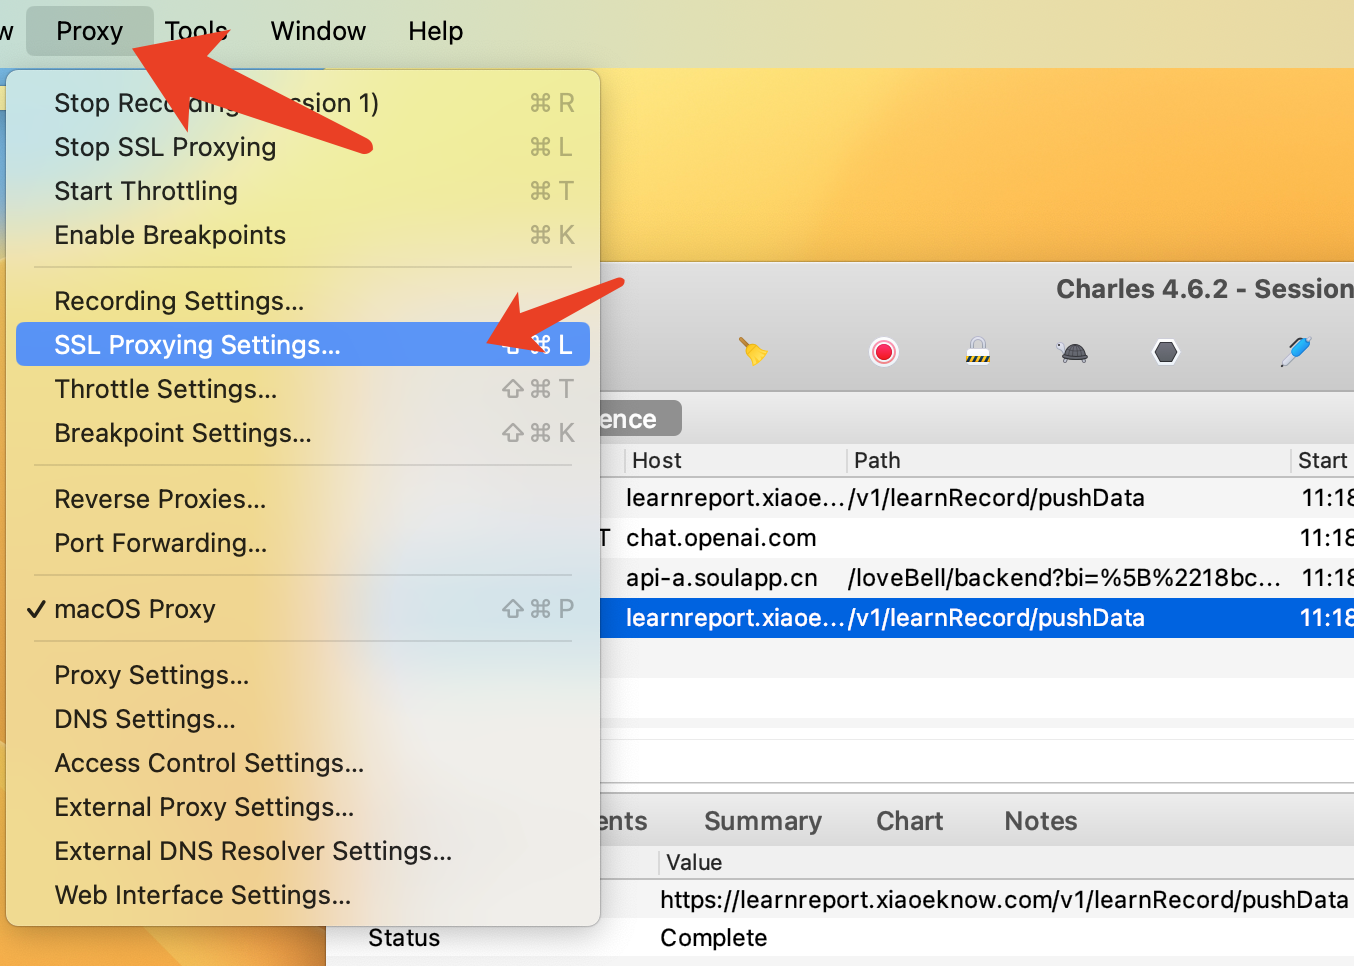 w Proxy Tools Window Help
Stop Recording (Session 1) ⌘ R
Stop SSL Proxying ⌘ L
Start Throttling ⌘ T
Enable Breakpoints ⌘ K
Recording Settings...
SSL Proxying Settings... ⇧ ⌘ L
Throttle Settings... ⇧ ⌘ T
Breakpoint Settings... ⇧ ⌘ K
Reverse Proxies...
Port Forwarding...
✓ macOS Proxy ⇧ ⌘ P
Proxy Settings...
DNS Settings...
Access Control Settings...
External Proxy Settings...
External DNS Resolver Settings...
Web Interface Settings...
Charles 4.6.2 - Session
ence
Host Path Start
learnreport.xiaoe... /v1/learnRecord/pushData 11:18
T chat.openai.com 11:18
api-a.soulapp.cn /loveBell/backend?bi=%5B%2218bc... 11:18
learnreport.xiaoe... /v1/learnRecord/pushData 11:18
ents Summary Chart Notes
Value
https://learnreport.xiaoeknow.com/v1/learnRecord/pushData
Status Complete